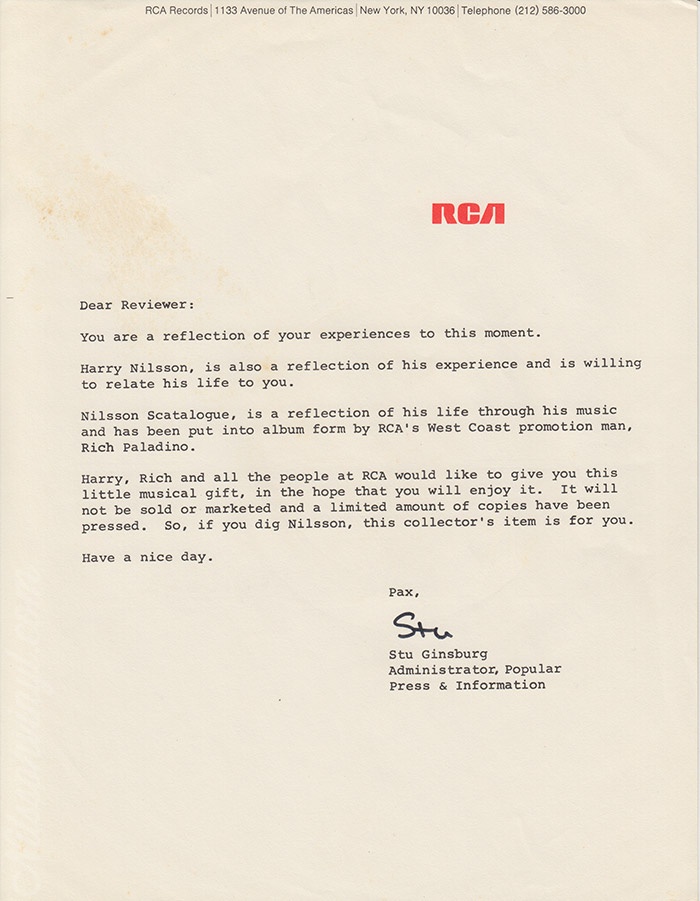 RCA Records | 1133 Avenue of The Americas | New York, NY 10036 | Telephone (212) 586-3000
RCA
Dear Reviewer:
You are a reflection of your experiences to this moment.
Harry Nilsson, is also a reflection of his experience and is willing
to relate his life to you.
Nilsson Scatalogue, is a reflection of his life through his music
and has been put into album form by RCA's West Coast promotion man,
Rich Paladino.
Harry, Rich and all the people at RCA would like to give you this
little musical gift, in the hope that you will enjoy it.  It will
not be sold or marketed and a limited amount of copies have been
pressed.  So, if you dig Nilsson, this collector's item is for you.
Have a nice day.
Pax,
Stu
Stu Ginsburg
Administrator, Popular
Press & Information